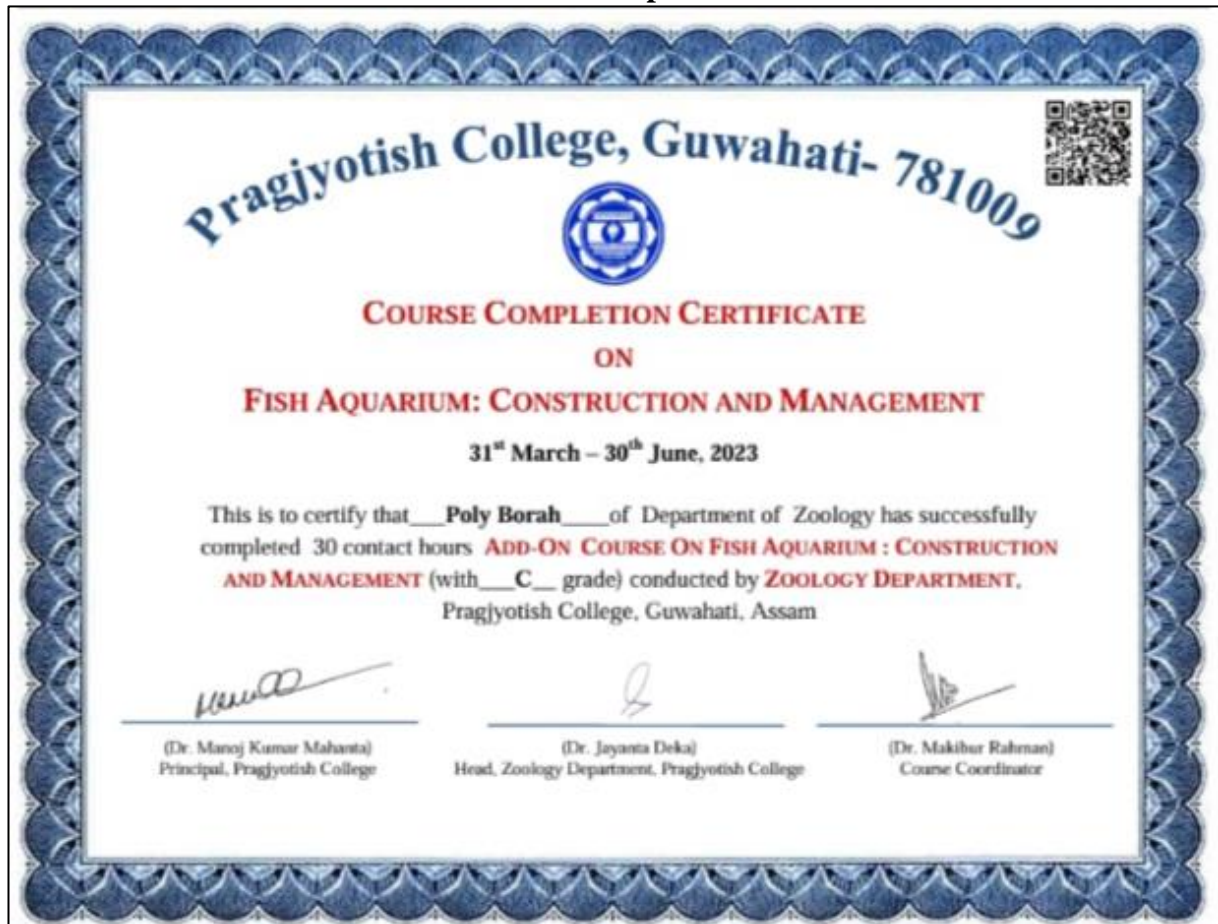 Pragjyotish College, Guwahati- 781009
COURSE COMPLETION CERTIFICATE
ON
FISH AQUARIUM: CONSTRUCTION AND MANAGEMENT
31st March – 30th June, 2023
This is to certify that___Poly Borah____of Department of Zoology has successfully
completed 30 contact hours ADD-ON COURSE ON FISH AQUARIUM : CONSTRUCTION
AND MANAGEMENT (with___C__ grade) conducted by ZOOLOGY DEPARTMENT,
Pragjyotish College, Guwahati, Assam
(Dr. Manoj Kumar Mahanta)
Principal, Pragjyotish College
(Dr. Jayanta Deka)
Head, Zoology Department, Pragjyotish College
(Dr. Makibur Rahman)
Course Coordinator